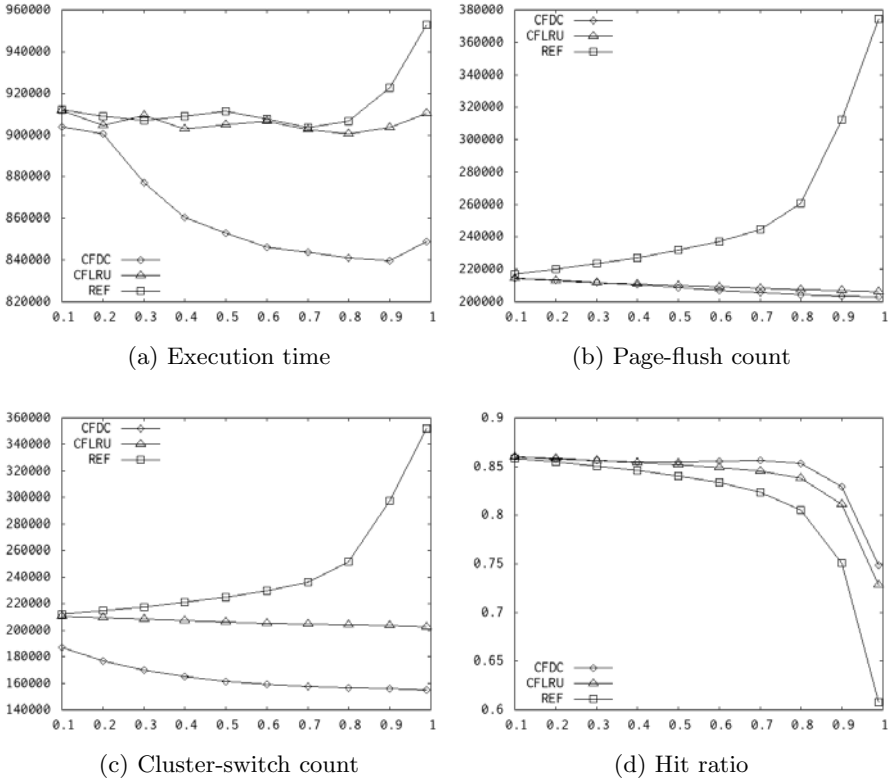 960000
940000
920000
900000
880000
860000
840000
820000
CFDC
CFLRU
REF
0.1 0.2 0.3 0.4 0.5 0.6 0.7 0.8 0.9 1
(a) Execution time
380000
360000
340000
320000
300000
280000
260000
240000
220000
200000
CFDC
CFLRU
REF
0.1 0.2 0.3 0.4 0.5 0.6 0.7 0.8 0.9 1
(b) Page-flush count
360000
340000
320000
300000
280000
260000
240000
220000
200000
180000
160000
140000
CFDC
CFLRU
REF
0.1 0.2 0.3 0.4 0.5 0.6 0.7 0.8 0.9 1
(c) Cluster-switch count
0.9
0.85
0.8
0.75
0.7
0.65
0.6
CFDC
CFLRU
REF
0.1 0.2 0.3 0.4 0.5 0.6 0.7 0.8 0.9 1
(d) Hit ratio